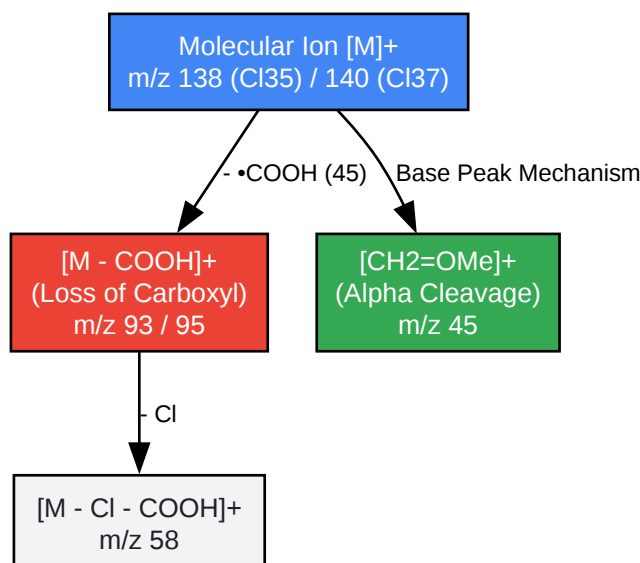 Molecular Ion [M]+
m/z 138 (Cl35) / 140 (Cl37)
- •COOH (45)
Base Peak Mechanism
[M - COOH]+
(Loss of Carboxyl)
m/z 93 / 95
[CH2=OMe]+
(Alpha Cleavage)
m/z 45
- Cl
[M - Cl - COOH]+
m/z 58